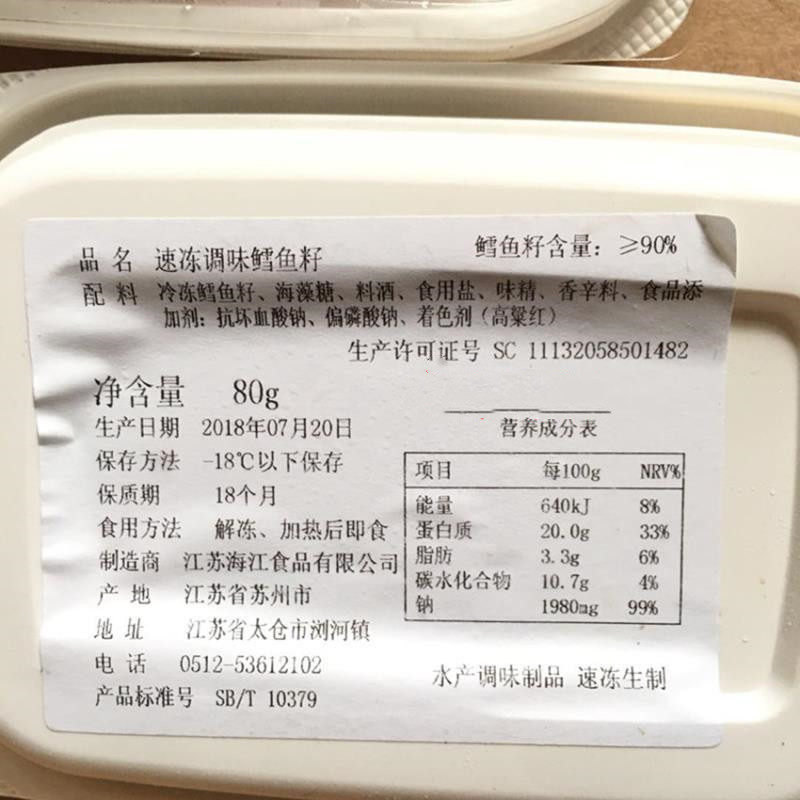 品名 速冻调味鳕鱼籽
鳕鱼籽含量：≥90%
配料 冷冻鳕鱼籽、海藻糖、料酒、食用盐、味精、香辛料、食品添
加剂：抗坏血酸钠、偏磷酸钠、着色剂（高粱红）
生产许可证号 SC 11132058501482
净含量 80g
生产日期 2018年07月20日
保存方法 -18℃以下保存
保质期 18个月
食用方法 解冻、加热后即食
制造商 江苏海江食品有限公司
产地 江苏省苏州市
地址 江苏省太仓市浏河镇
电话 0512-53612102
产品标准号 SB/T 10379
营养成分表
项目 每100g NRV%
能量 640kJ 8%
蛋白质 20.0g 33%
脂肪 3.3g 6%
碳水化合物 10.7g 4%
钠 1980mg 99%
水产调味制品 速冻生制